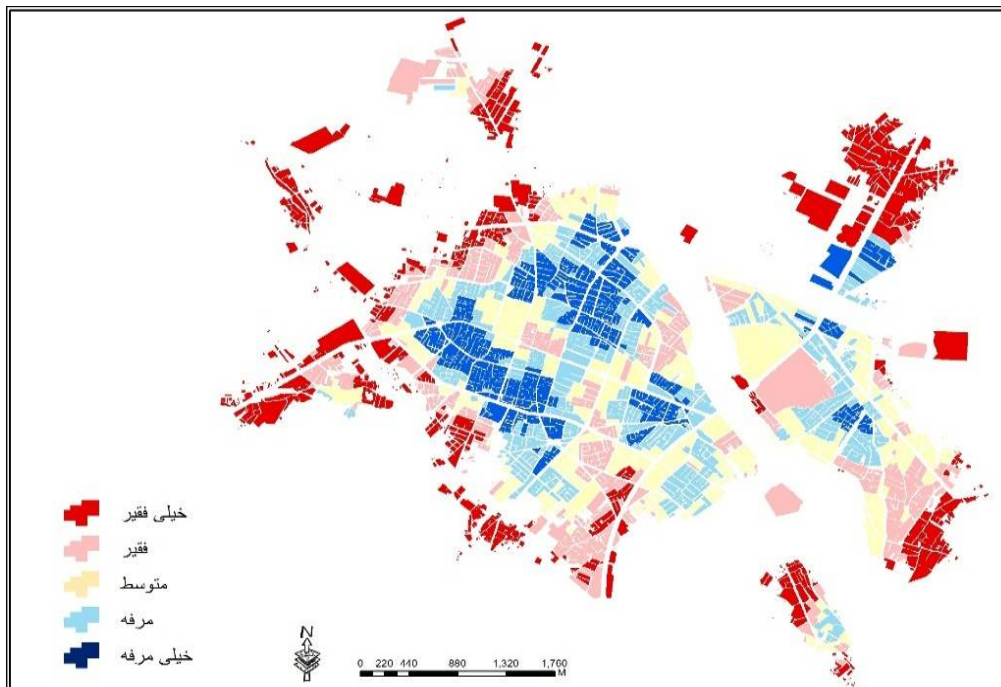 خیلی فقیر
فقیر
متوسط
مرفه
خیلی مرفه
N
0 220 440 880 1,320 1,760
M